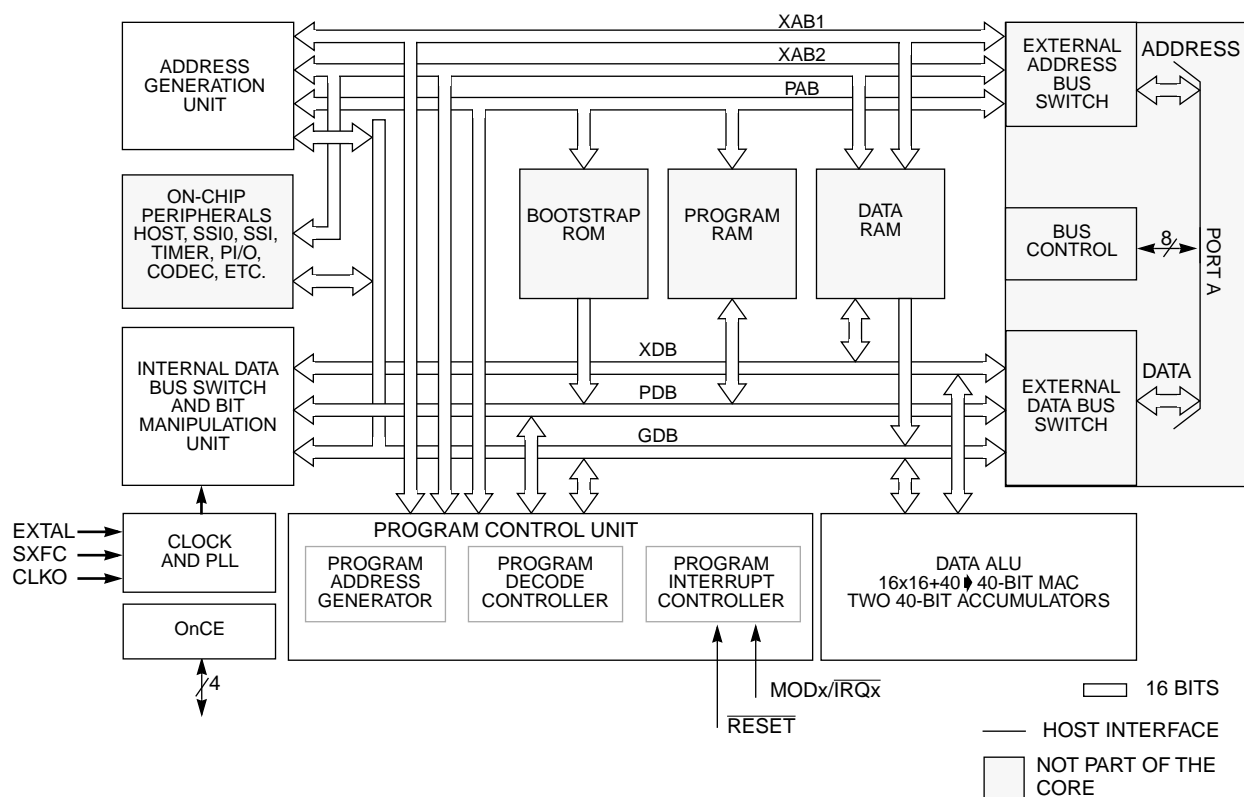 XAB1
XAB2
PAB
ADDRESS
GENERATION
UNIT
EXTERNAL
ADDRESS
BUS
SWITCH
ADDRESS
ON-CHIP
PERIPHERALS
HOST, SSI0, SSI,
TIMER, PI/O,
CODEC, ETC.
BOOTSTRAP
ROM
PROGRAM
RAM
DATA
RAM
BUS
CONTROL
8
PORT A
INTERNAL DATA
BUS SWITCH
AND BIT
MANIPULATION
UNIT
XDB
PDB
GDB
EXTERNAL
DATA BUS
SWITCH
DATA
EXTAL
SXFC
CLKO
CLOCK
AND PLL
PROGRAM CONTROL UNIT
PROGRAM
ADDRESS
GENERATOR
PROGRAM
DECODE
CONTROLLER
PROGRAM
INTERRUPT
CONTROLLER
DATA ALU
16x16+40 ➧ 40-BIT MAC
TWO 40-BIT ACCUMULATORS
OnCE
4
MODx/IRQx
RESET
16 BITS
HOST INTERFACE
NOT PART OF THE
CORE